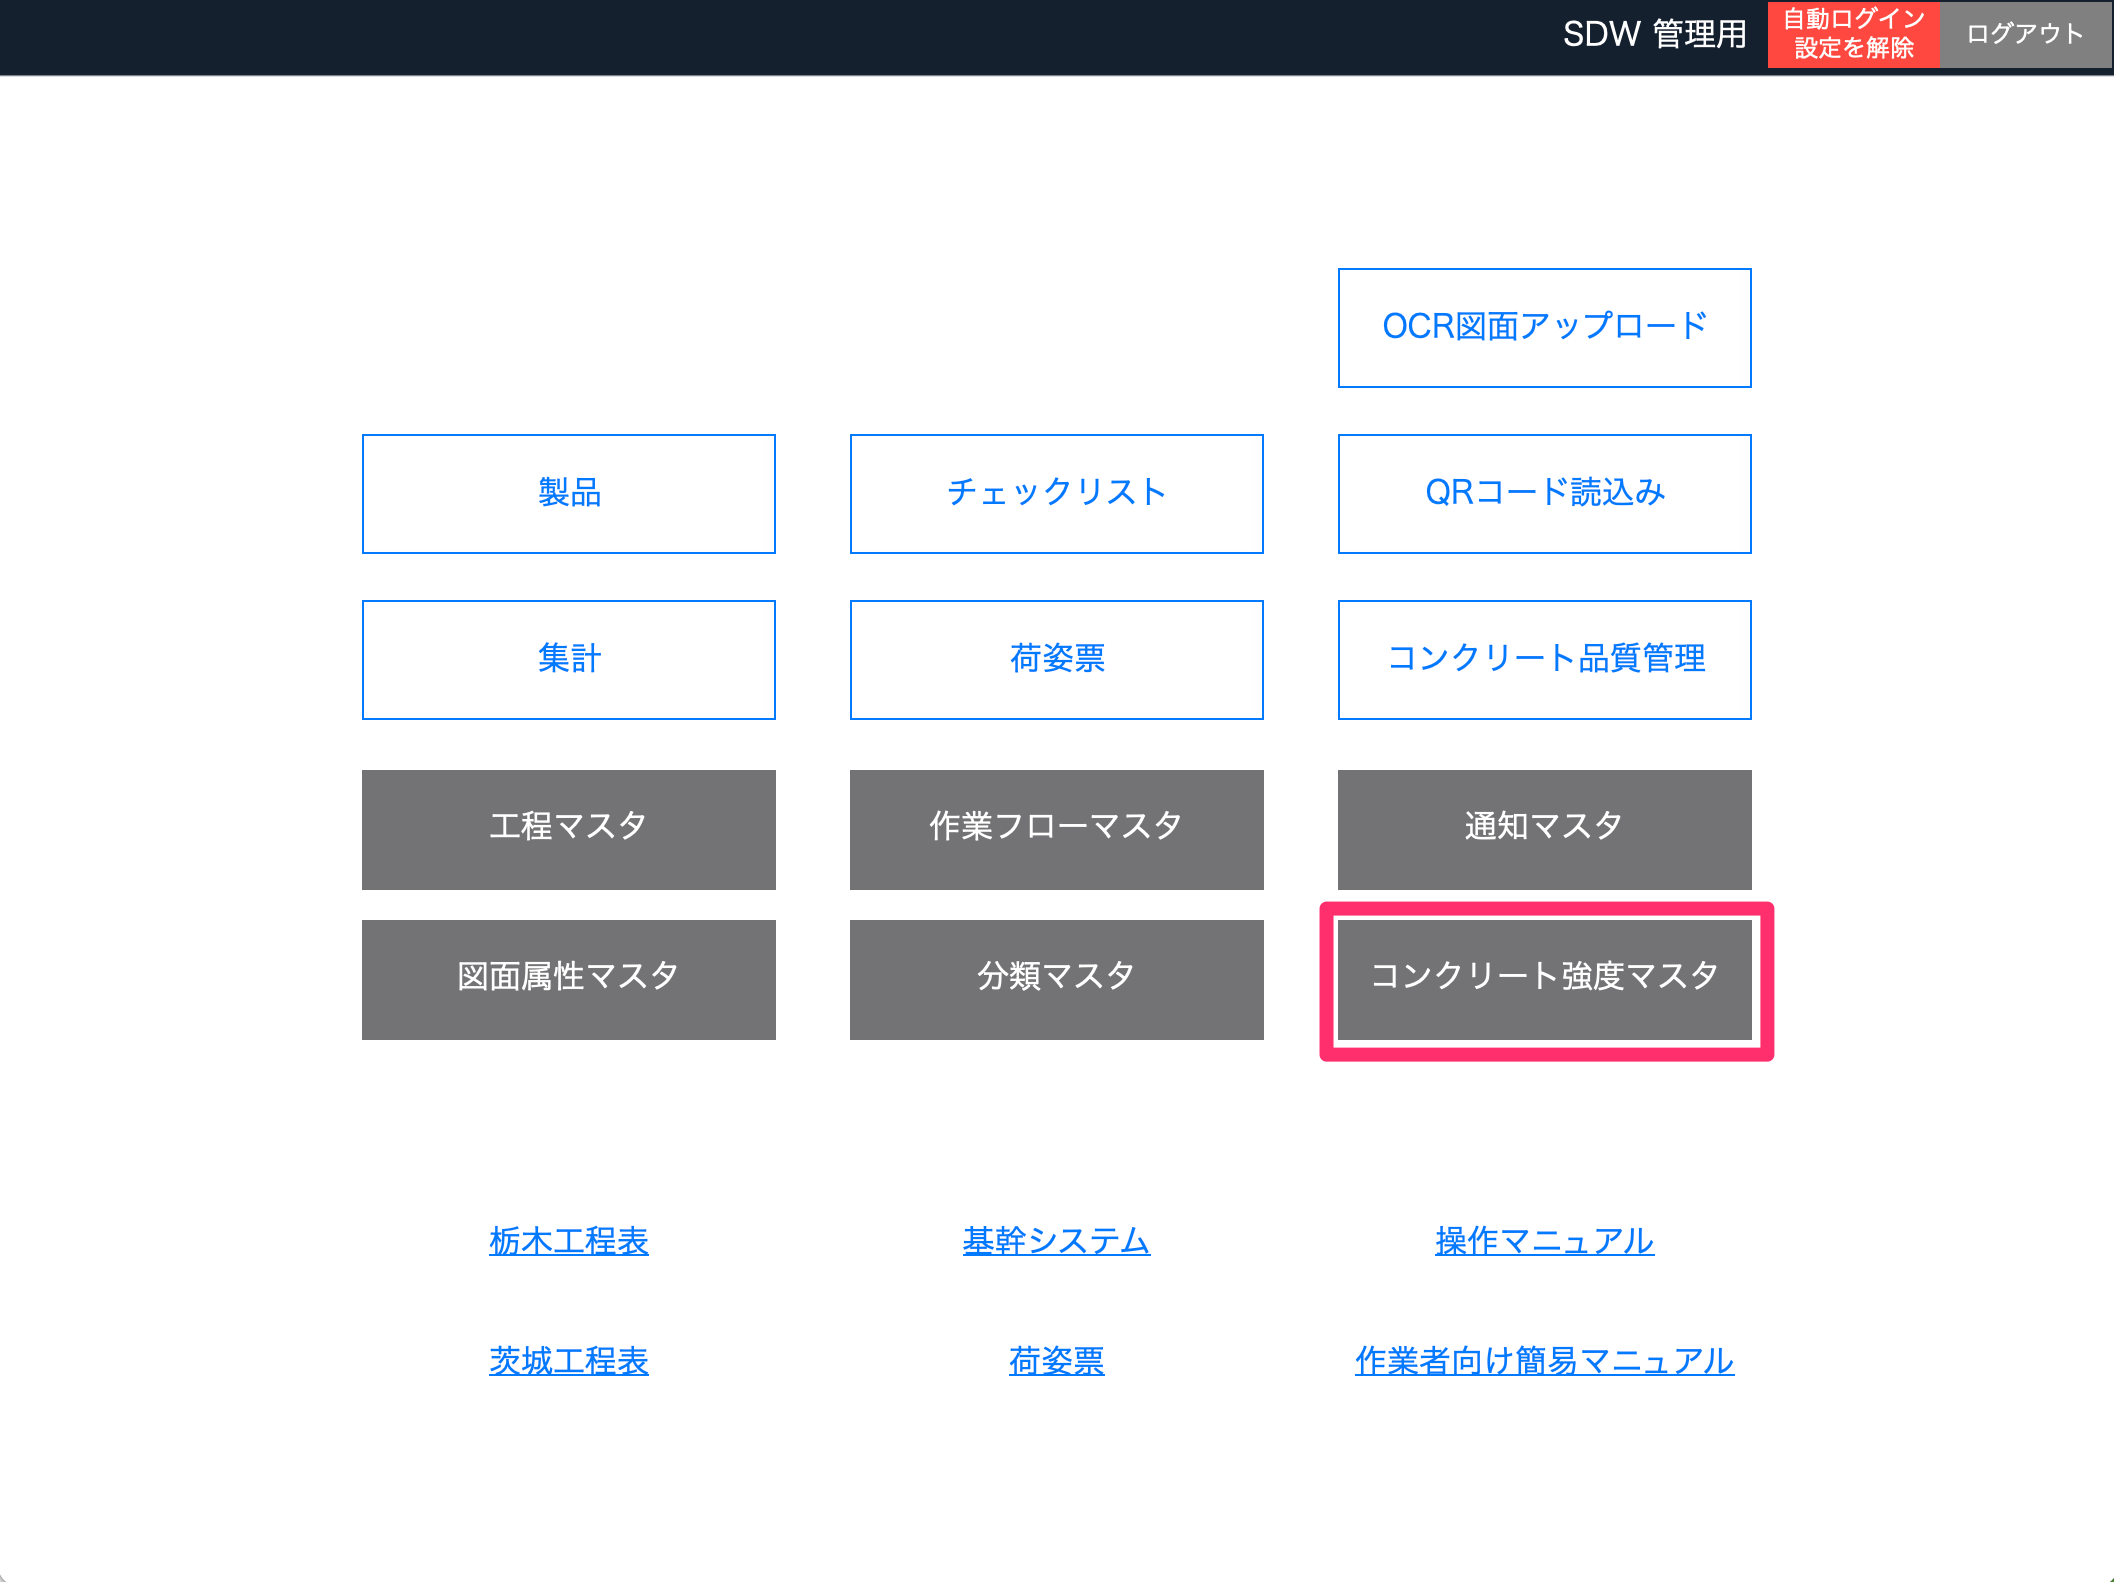 SDW 管理用
自動ログイン
設定を解除
ログアウト
OCR図面アップロード
製品
チェックリスト
QRコード読込み
集計
荷姿票
コンクリート品質管理
工程マスタ
作業フローマスタ
通知マスタ
図面属性マスタ
分類マスタ
コンクリート強度マスタ
栃木工程表
基幹システム
操作マニュアル
茨城工程表
荷姿票
作業者向け簡易マニュアル